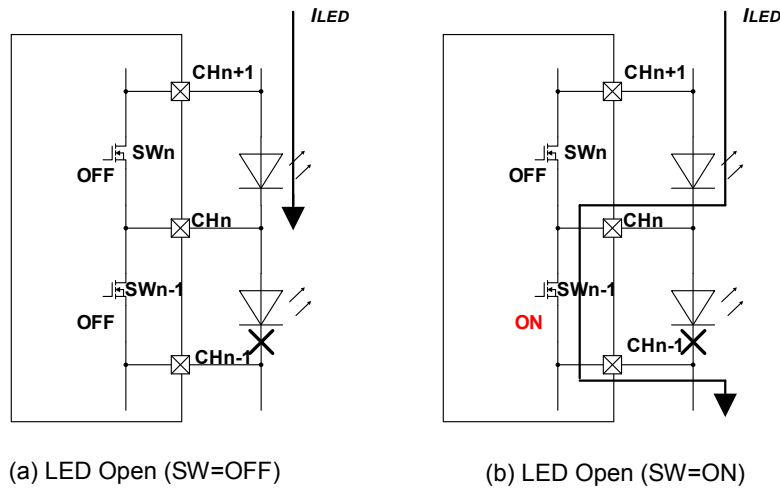 ILED
CHn+1
SWn
OFF
CHn
SWn-1
OFF
CHn-1
(a) LED Open (SW=OFF)
ILED
CHn+1
SWn
OFF
CHn
SWn-1
ON
CHn-1
(b) LED Open (SW=ON)